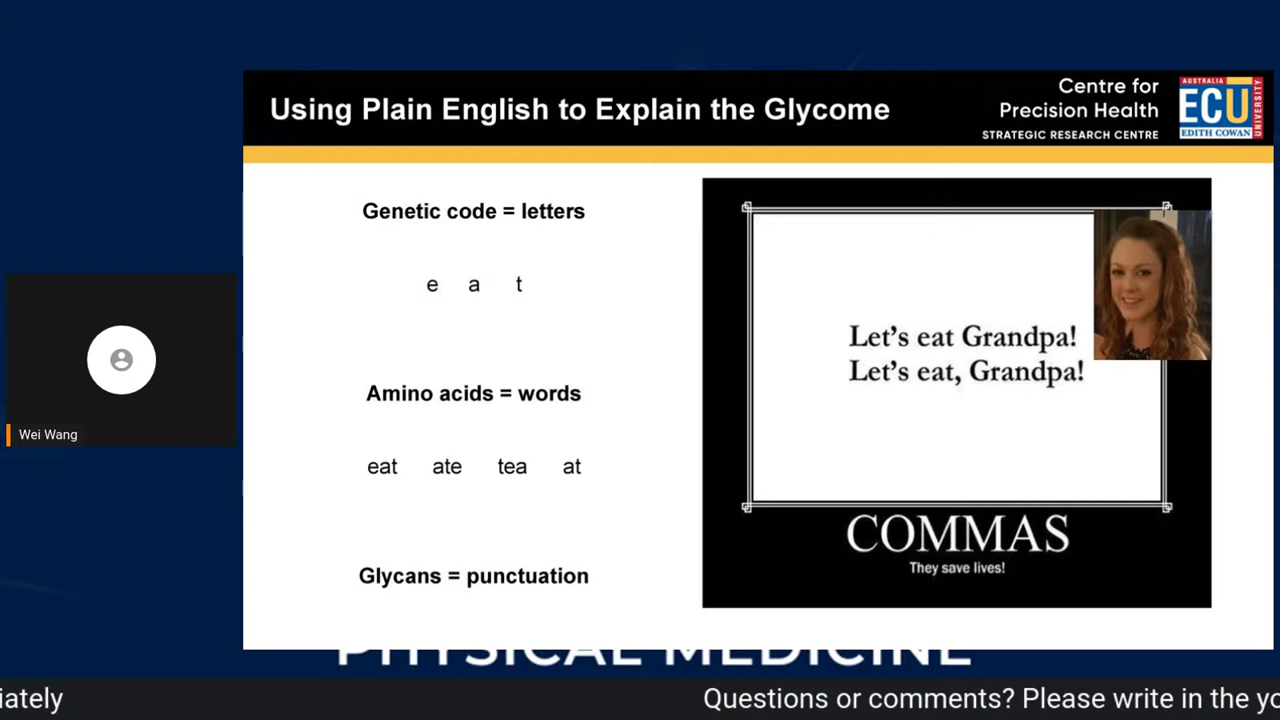 Using Plain English to Explain the Glycome
Centre for
Precision Health
STRATEGIC RESEARCH CENTRE
AUSTRALIA
ECU
EDITH COWAN
UNIVERSITY
Genetic code = letters
e a t
Amino acids = words
eat ate tea at
Glycans = punctuation
Let’s eat Grandpa!
Let’s eat, Grandpa!
COMMAS
They save lives!
Wei Wang
PHYSICAL MEDICINE
iately
Questions or comments? Please write in the yo